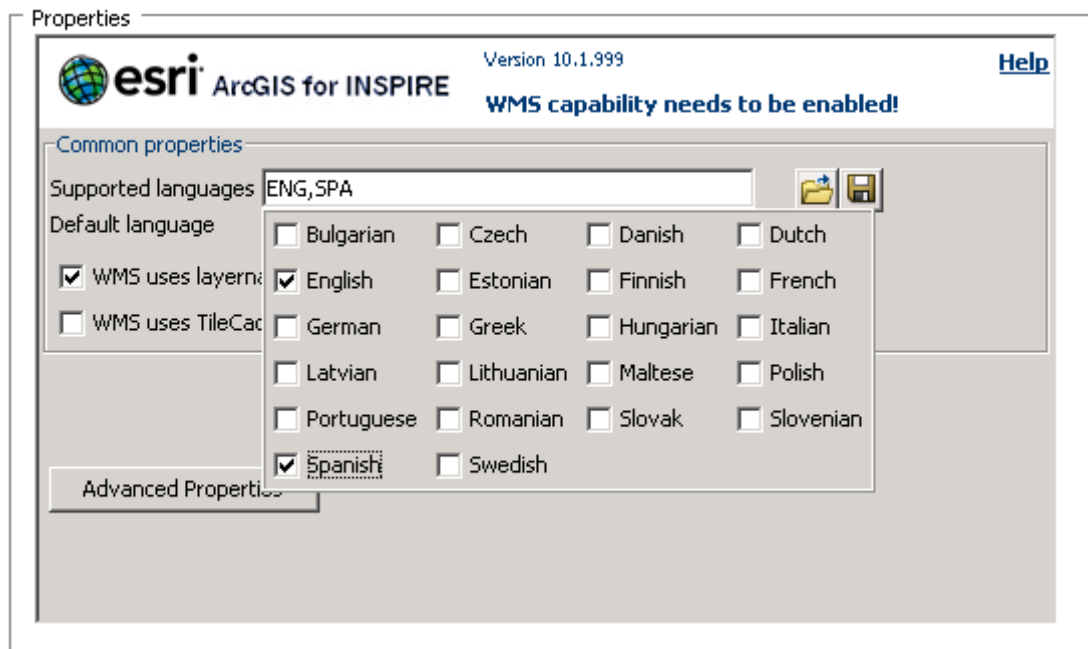 Properties
esri ArcGIS for INSPIRE
Version 10.1.999
Help
WMS capability needs to be enabled!
Common properties
Supported languages ENG,SPA
Default language
Bulgarian Czech Danish Dutch
WMS uses layerna
English Estonian Finnish French
WMS uses TileCac
German Greek Hungarian Italian
Latvian Lithuanian Maltese Polish
Portuguese Romanian Slovak Slovenian
Spanish Swedish
Advanced Properties